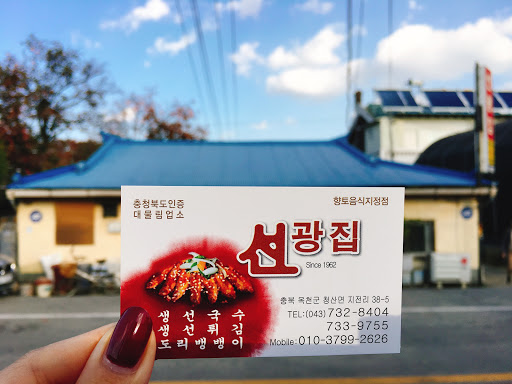 충청북도인증
대물림업소
향토음식지정점
선광집
Since 1962
생선국수
생선튀김
도리뱅뱅이
충북 옥천군 청산면 지전리 38-5
TEL:(043) 732-8404
733-9755
Mobile 010-3799-2626